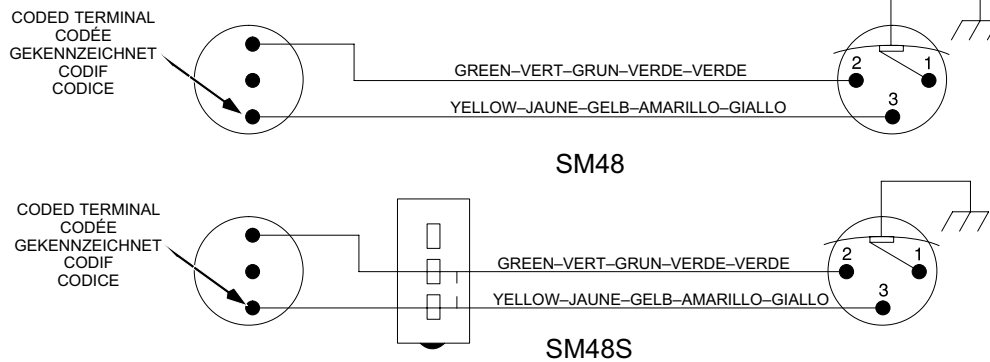 CODED TERMINAL
CODÉE
GEKENNZEICHNET
CODIF
CODICE
GREEN–VERT–GRUN–VERDE–VERDE
2
1
YELLOW–JAUNE–GELB–AMARILLO–GIALLO
3
SM48
CODED TERMINAL
CODÉE
GEKENNZEICHNET
CODIF
CODICE
GREEN–VERT–GRUN–VERDE–VERDE
2
1
YELLOW–JAUNE–GELB–AMARILLO–GIALLO
3
SM48S